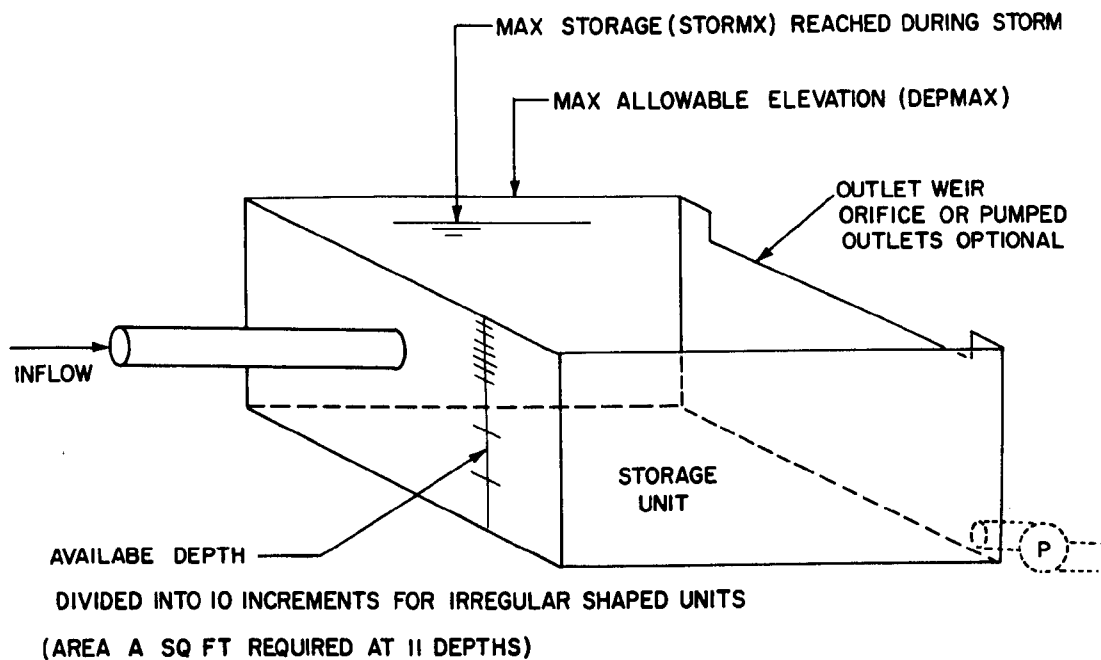 MAX STORAGE (STORMX) REACHED DURING STORM
MAX ALLOWABLE ELEVATION (DEPMAX)
OUTLET WEIR
ORIFICE OR PUMPED
OUTLETS OPTIONAL
INFLOW
STORAGE
UNIT
P
AVAILABE DEPTH
DIVIDED INTO 10 INCREMENTS FOR IRREGULAR SHAPED UNITS
(AREA A SQ FT REQUIRED AT 11 DEPTHS)